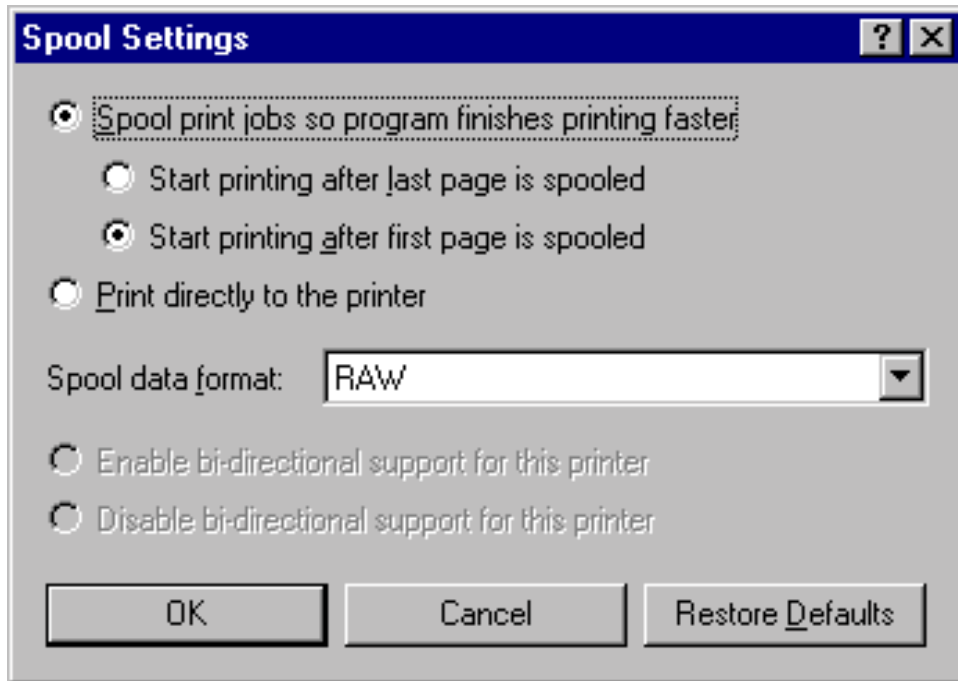 Spool Settings
Spool print jobs so program finishes printing faster
Start printing after last page is spooled
Start printing after first page is spooled
Print directly to the printer
Spool data format: RAW
Enable bi-directional support for this printer
Disable bi-directional support for this printer
OK Cancel Restore Defaults